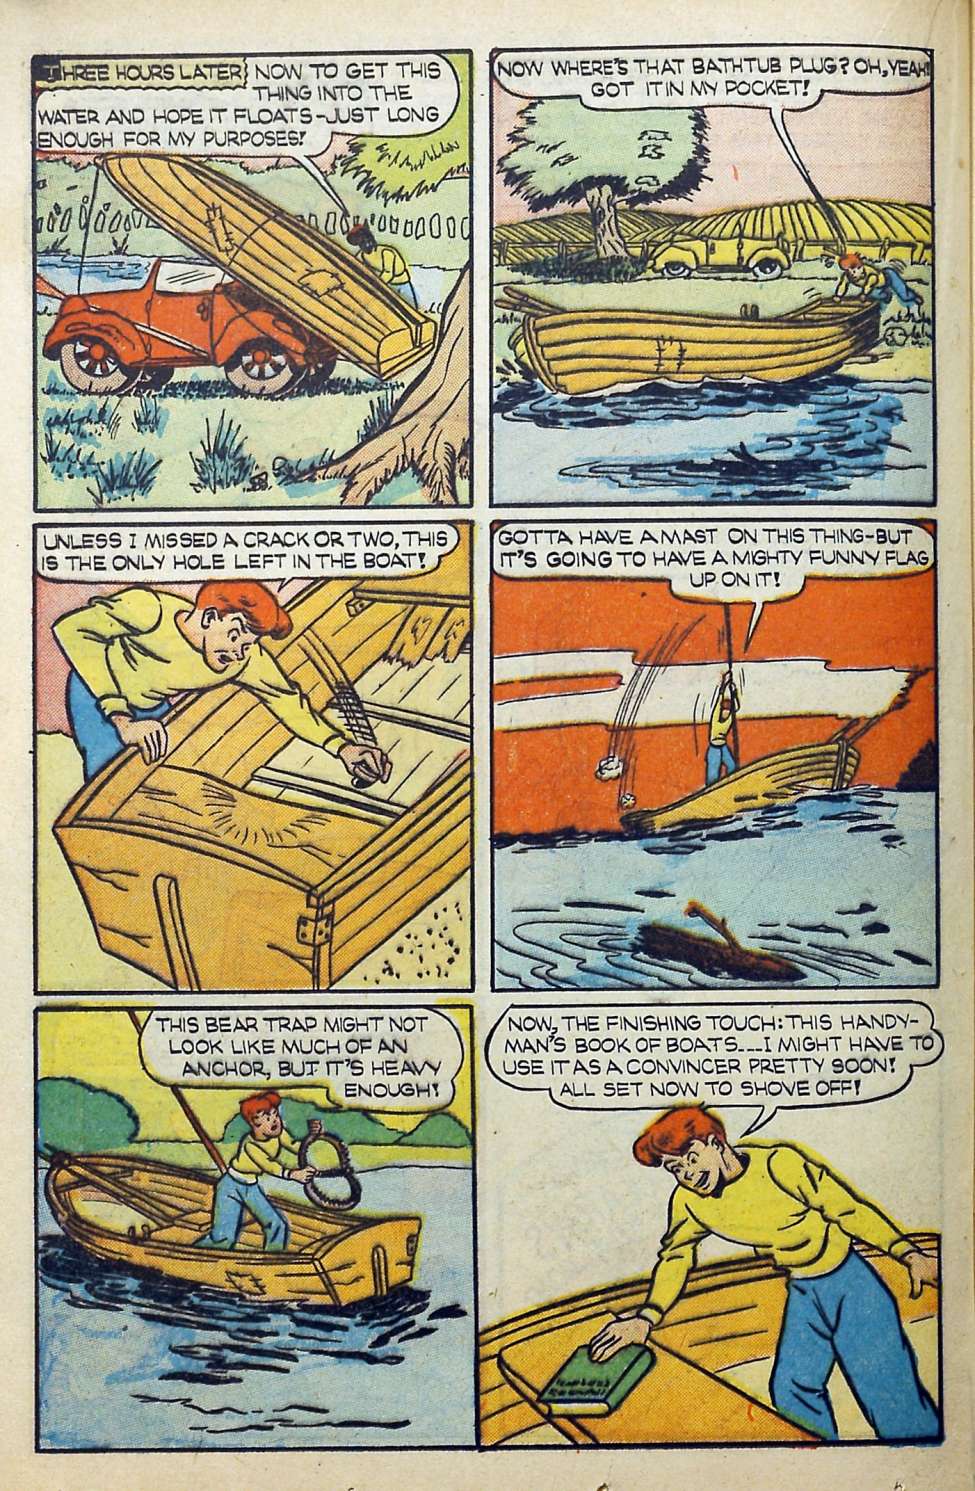 THREE HOURS LATER
NOW TO GET THIS
THING INTO THE
WATER AND HOPE IT FLOATS-JUST LONG
ENOUGH FOR MY PURPOSES!
NOW WHERE'S THAT BATHTUB PLUG? OH, YEAH!
GOT IT IN MY POCKET!
UNLESS I MISSED A CRACK OR TWO, THIS
IS THE ONLY HOLE LEFT IN THE BOAT!
GOTTA HAVE A MAST ON THIS THING-BUT
IT'S GOING TO HAVE A MIGHTY FUNNY FLAG
UP ON IT!
THIS BEAR TRAP MIGHT NOT
LOOK LIKE MUCH OF AN
ANCHOR, BUT IT'S HEAVY
ENOUGH!
NOW, THE FINISHING TOUCH: THIS HANDY-
MAN'S BOOK OF BOATS___I MIGHT HAVE TO
USE IT AS A CONVINCER PRETTY SOON!
ALL SET NOW TO SHOVE OFF!